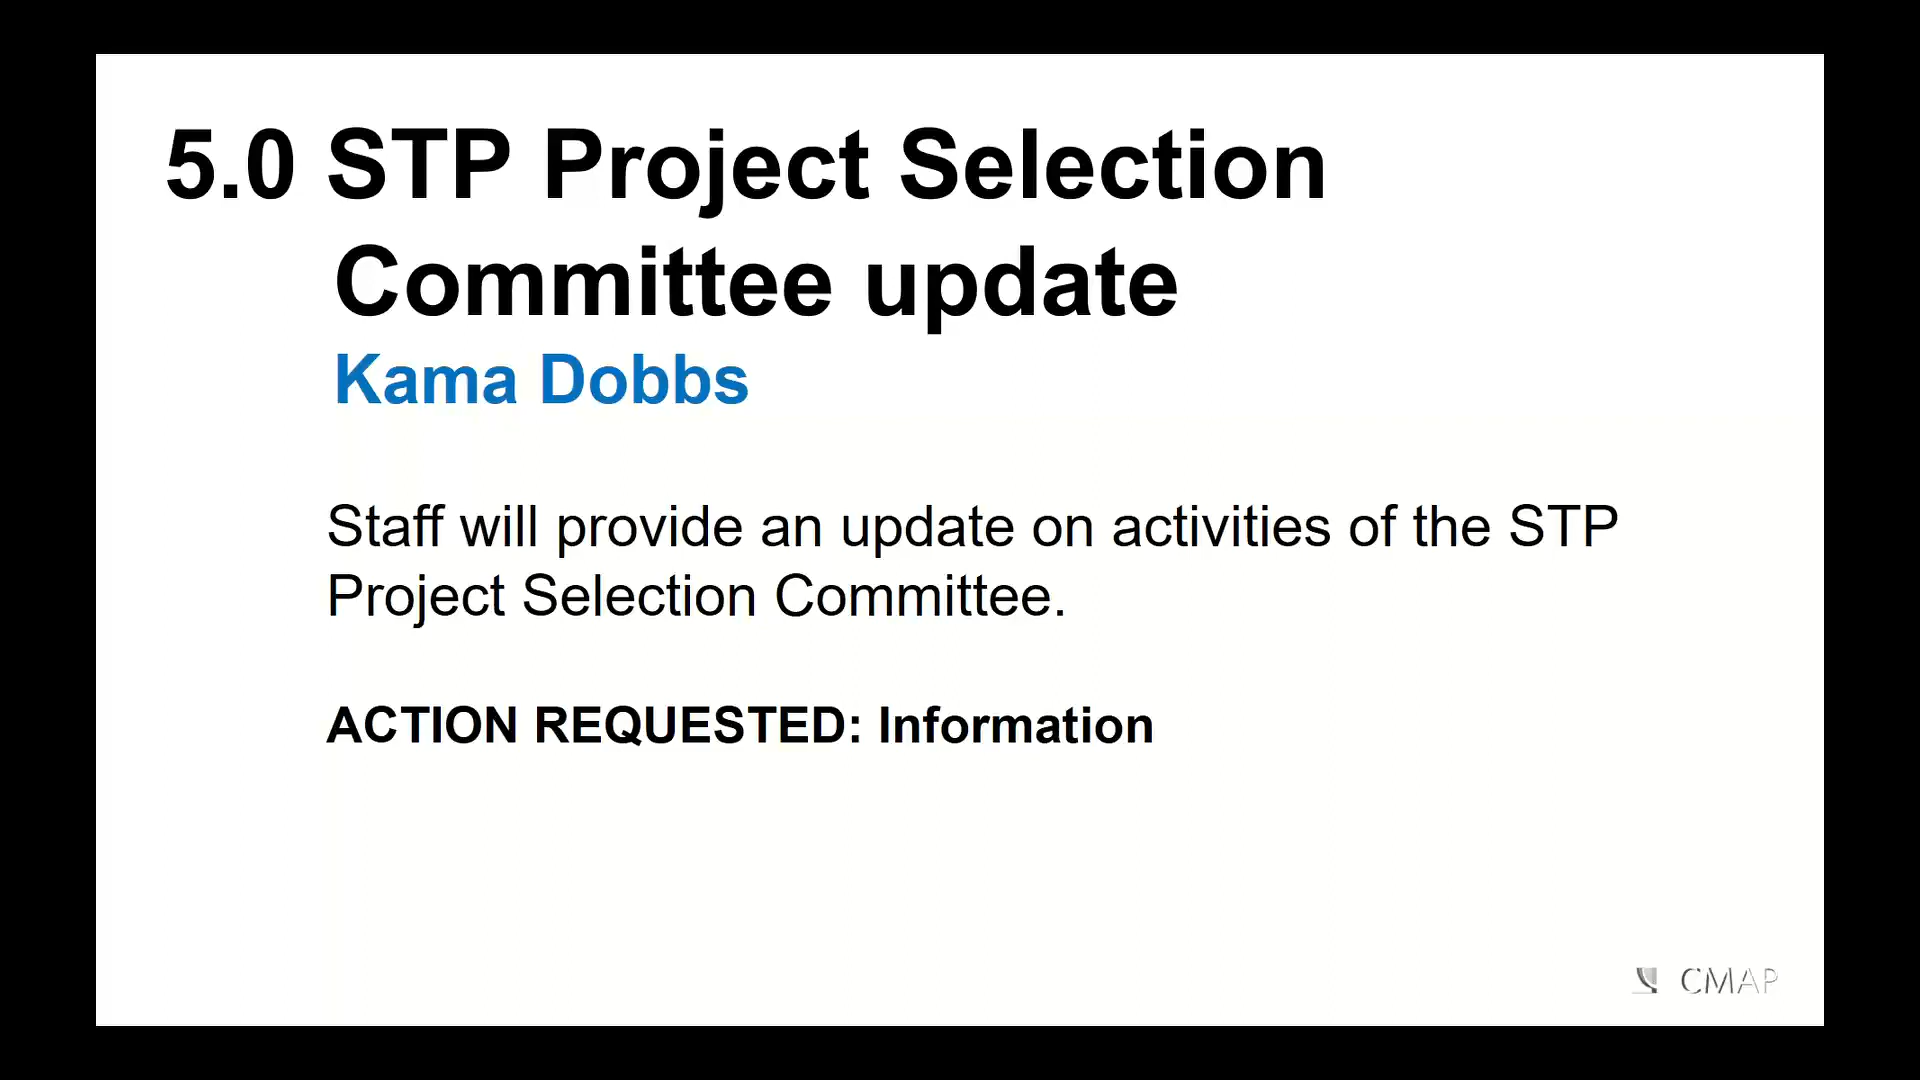 5.0 STP Project Selection
Committee update
Kama Dobbs
Staff will provide an update on activities of the STP
Project Selection Committee.
ACTION REQUESTED: Information
CMAP